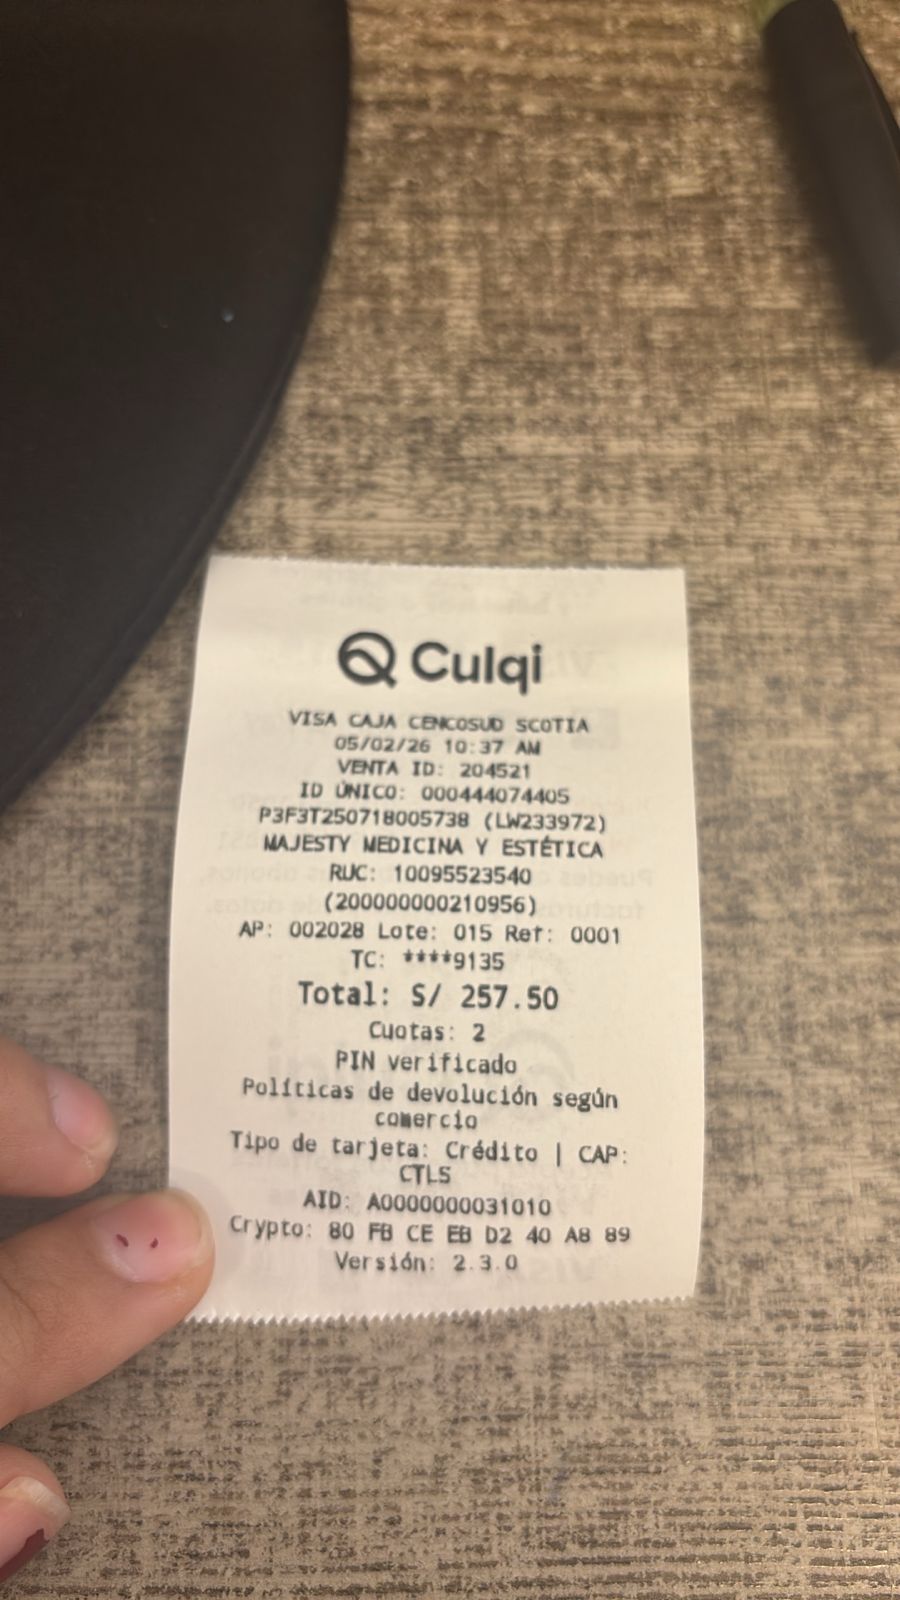 Culqi
VISA CAJA CENCOSUD SCOTIA
05/02/26 10:37 AM
VENTA ID: 204521
ID ÚNICO: 000444074405
P3F3T250718005738 (LW233972)
MAJESTY MEDICINA Y ESTÉTICA
RUC: 10095523540
(200000000210956)
AP: 002028 Lote: 015 Ref: 0001
TC: ****9135
Total: S/ 257.50
Cuotas: 2
PIN verificado
Políticas de devolución según
comercio
Tipo de tarjeta: Crédito | CAP:
CTLS
AID: A0000000031010
Crypto: 80 FB CE EB D2 40 A8 89
Versión: 2.3.0